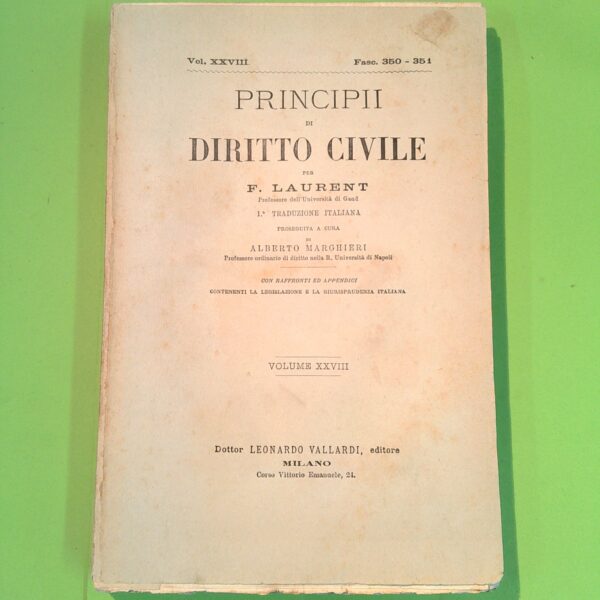 Vol. XXVIII. Fasc. 350 - 351
PRINCIPII
DI
DIRITTO CIVILE
PER
F. LAURENT
Professore dell'Università di Gand
1.ª TRADUZIONE ITALIANA
PROSEGUITA A CURA
DI
ALBERTO MARGHIERI
Professore ordinario di diritto nella R. Università di Napoli
CON RAFFRONTI ED APPENDICI
CONTENENTI LA LEGISLAZIONE E LA GIURISPRUDENZA ITALIANA
VOLUME XXVIII
Dottor LEONARDO VALLARDI, editore
MILANO
Corso Vittorio Emanuele, 24.